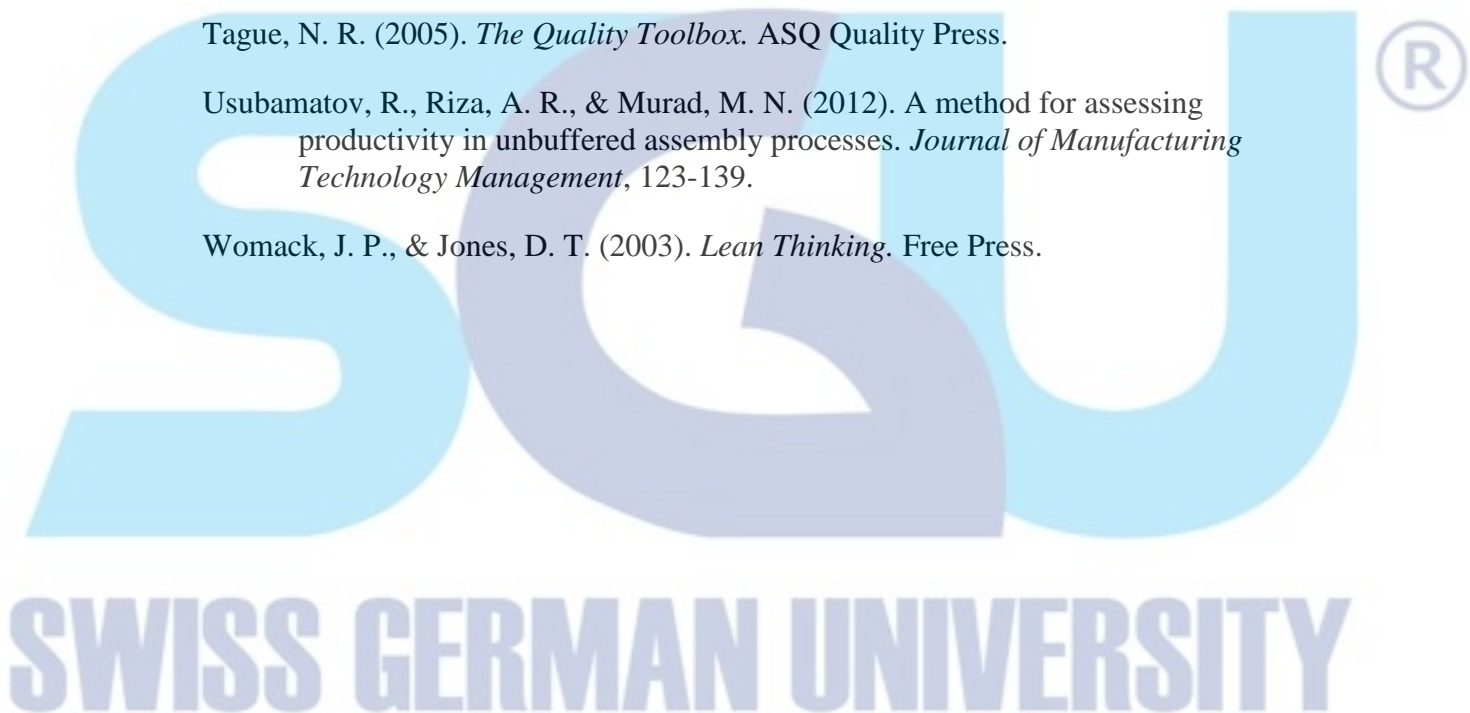 Tague, N. R. (2005). The Quality Toolbox. ASQ Quality Press.
Usubamatov, R., Riza, A. R., & Murad, M. N. (2012). A method for assessing
productivity in unbuffered assembly processes. Journal of Manufacturing
Technology Management, 123-139.
Womack, J. P., & Jones, D. T. (2003). Lean Thinking. Free Press.
SGU ®
SWISS GERMAN UNIVERSITY